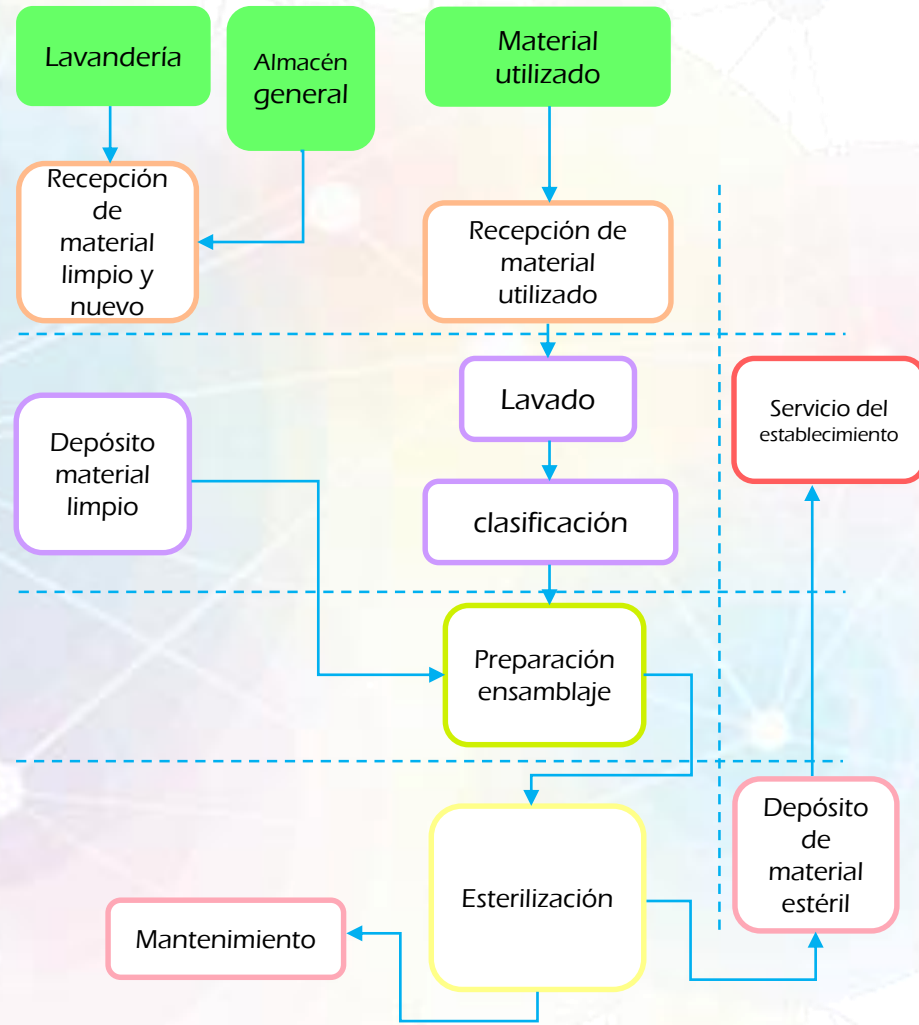 Lavandería
Almacén
general
Material
utilizado
Recepción
de
material
limpio y
nuevo
Recepción de
material
utilizado
Lavado
Servicio del
establecimiento
Depósito
material
limpio
clasificación
Preparación
ensamblaje
Depósito
de
material
estéril
Esterilización
Mantenimiento